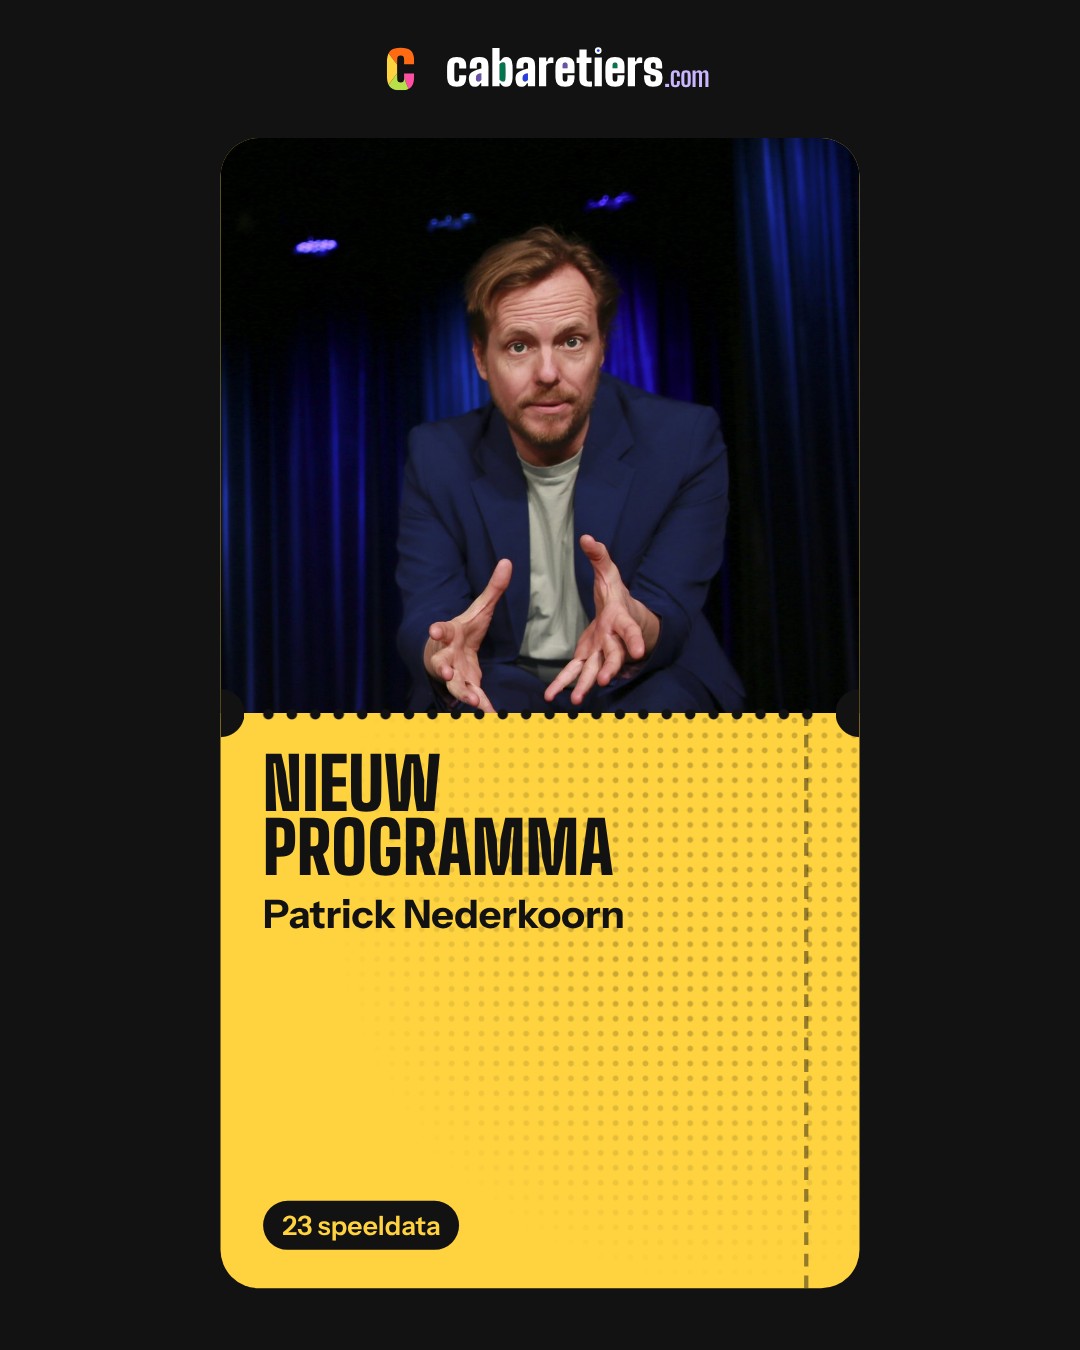 cabaretiers.com
NIEUW
PROGRAMMA
Patrick Nederkoorn
23 speeldata